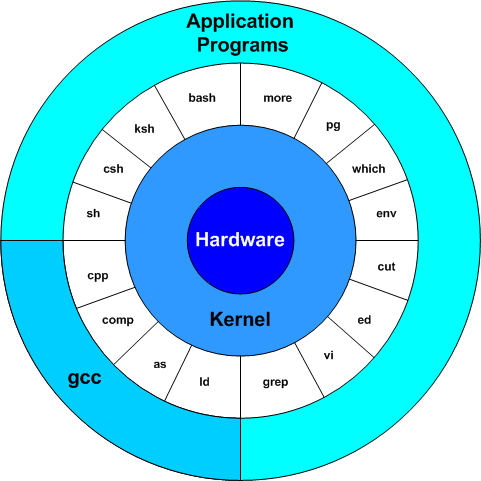 Application
Programs
bash
more
ksh
pg
csh
which
sh
env
Hardware
cpp
cut
comp
Kernel
ed
as
vi
gcc
ld
grep